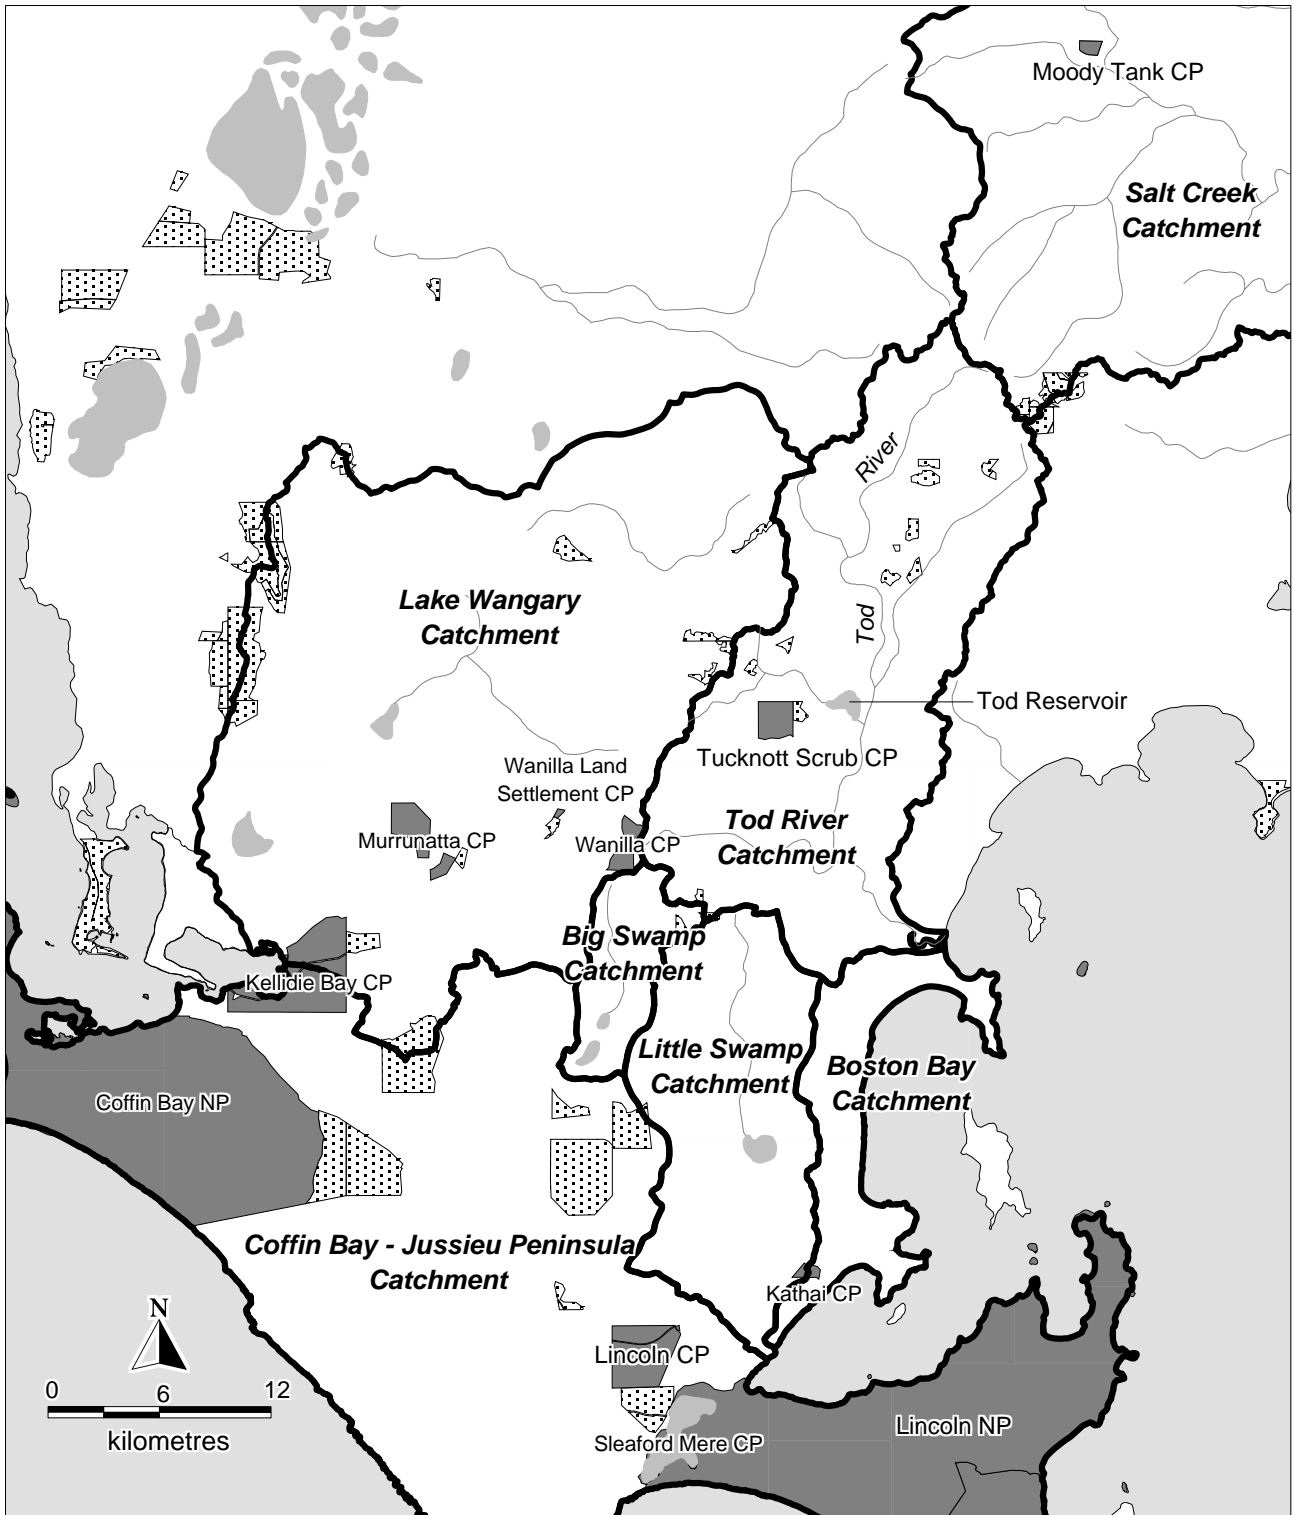 Moody Tank CP
Salt Creek
Catchment
River
Lake Wangary
Catchment
Tod
Tod Reservoir
Tucknott Scrub CP
Wanilla Land
Settlement CP
Tod River
Catchment
Murrunatta CP
Wanilla CP
Big Swamp
Catchment
Kellidie Bay CP
Little Swamp
Catchment
Boston Bay
Catchment
Coffin Bay NP
Coffin Bay - Jussieu Peninsula
Catchment
Kathai CP
N
Lincoln CP
0 6 12
kilometres
Lincoln NP
Sleaford Mere CP